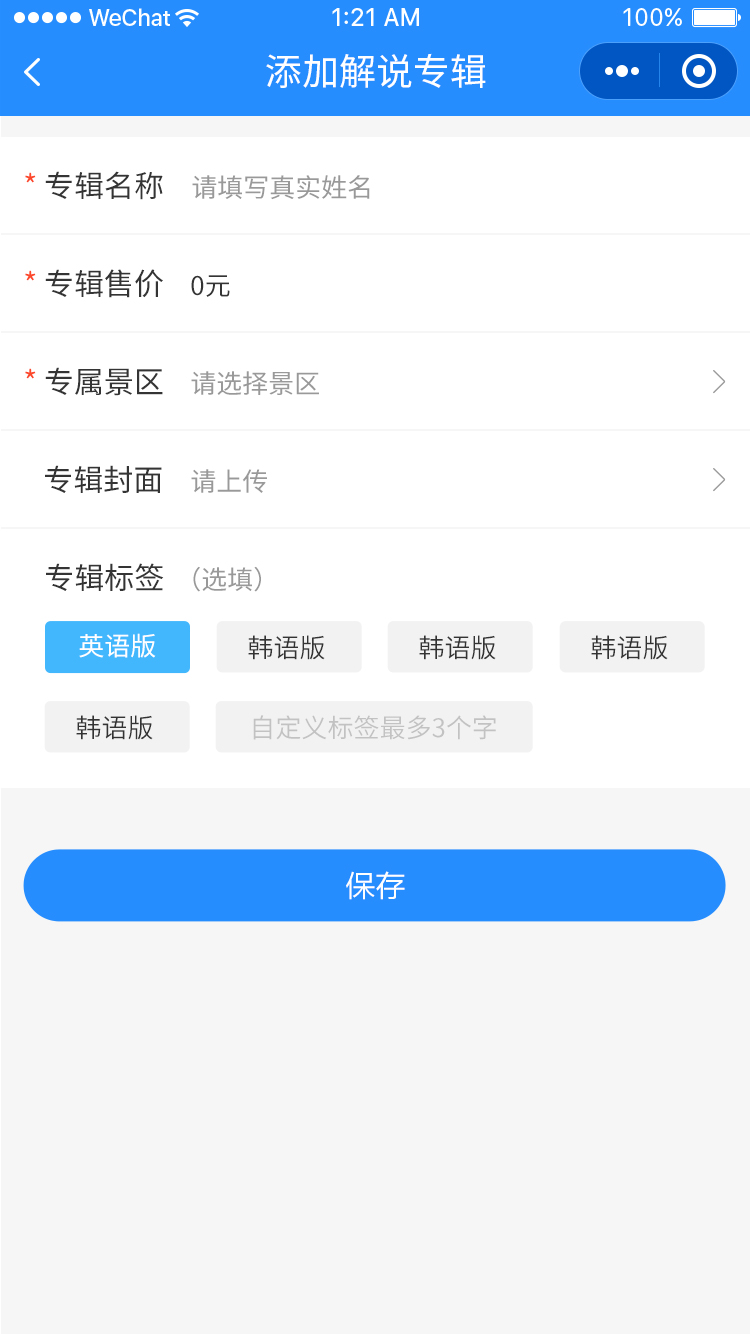 WeChat 1:21 AM 100%
添加解说专辑
* 专辑名称 请填写真实姓名
* 专辑售价 0元
* 专属景区 请选择景区
专辑封面 请上传
专辑标签 （选填）
英语版 韩语版 韩语版 韩语版
韩语版 自定义标签最多3个字
保存